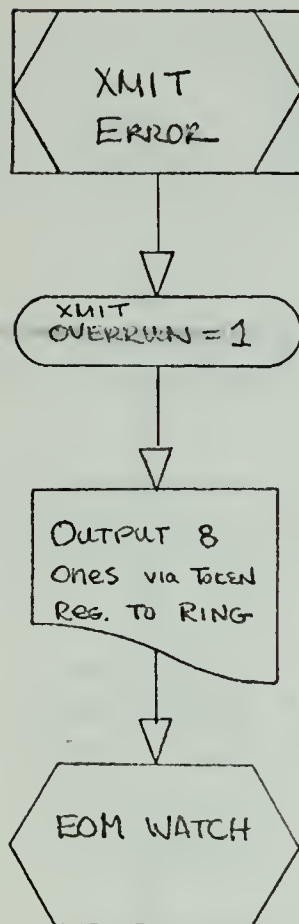 XMIT
ERROR
XMIT
OVERRUN = 1
OUTPUT 8
ONES VIA TOKEN
REG. TO RING
EOM WATCH